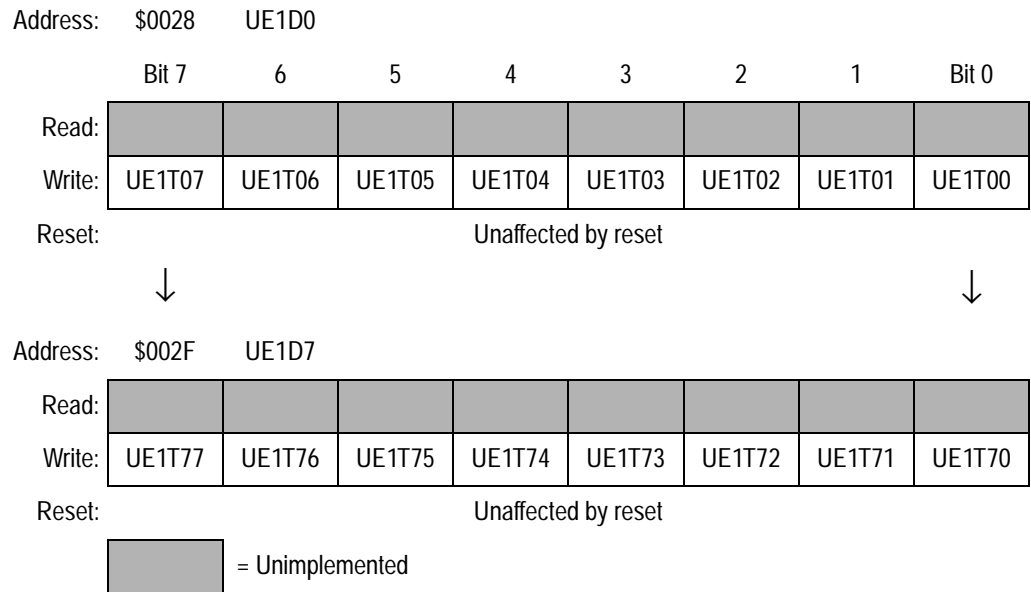 Address: $0028 UE1D0
Bit 7 6 5 4 3 2 1 Bit 0
Read:
Write: UE1T07 UE1T06 UE1T05 UE1T04 UE1T03 UE1T02 UE1T01 UE1T00
Reset: Unaffected by reset
↓ ↓
Address: $002F UE1D7
Read:
Write: UE1T77 UE1T76 UE1T75 UE1T74 UE1T73 UE1T72 UE1T71 UE1T70
Reset: Unaffected by reset
= Unimplemented